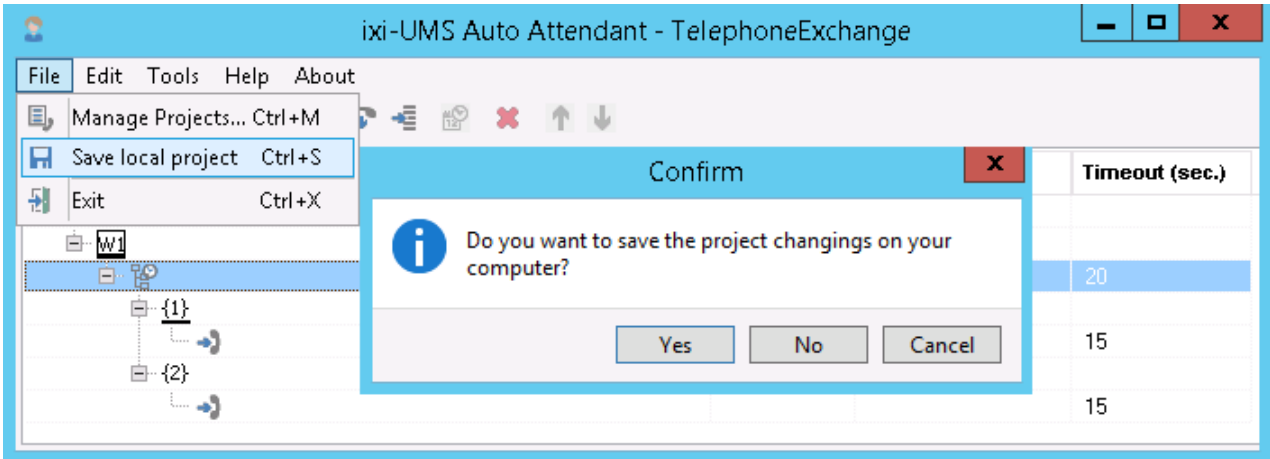 ixi-UMS Auto Attendant - TelephoneExchange
File Edit Tools Help About
Manage Projects... Ctrl+M
Save local project Ctrl+S
Exit Ctrl+X
Confirm
Do you want to save the project changings on your
computer?
Yes No Cancel
Timeout (sec.)
W1
20
{1}
15
{2}
15